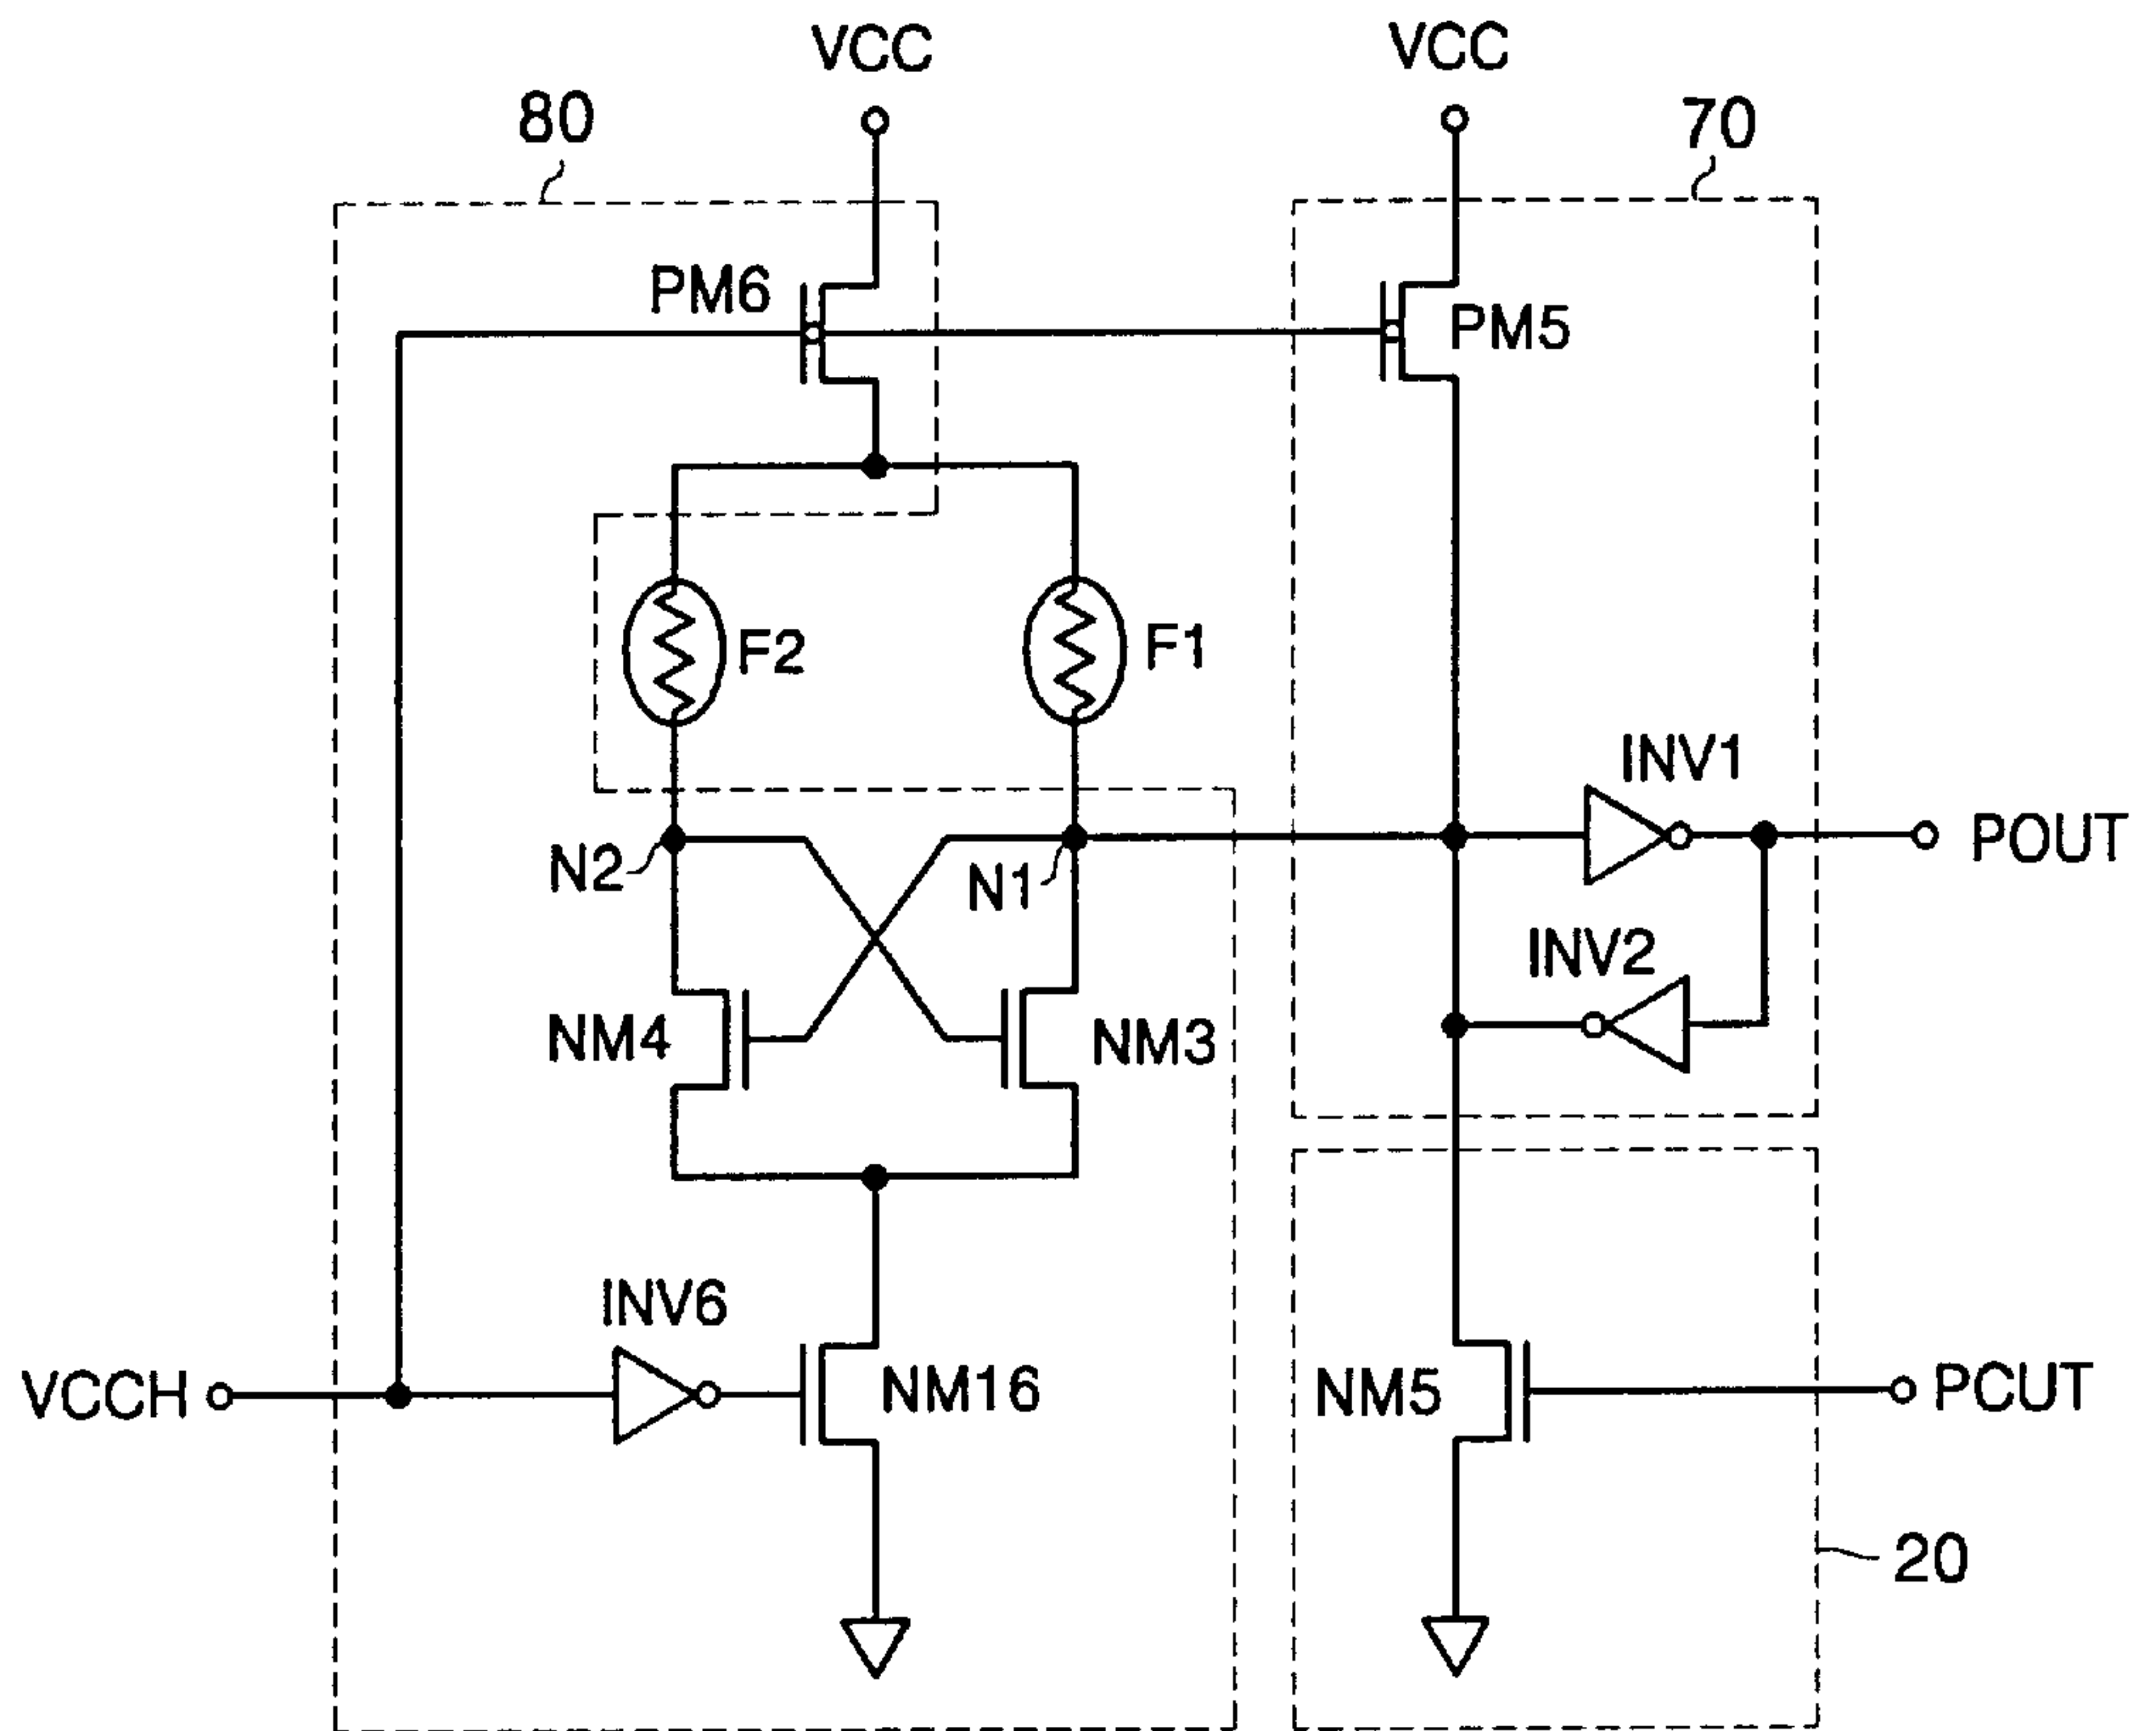 VCC
VCC
80
70
PM6
PM5
F2
F1
INV1
POUT
N2
N1
INV2
NM4
NM3
INV6
VCCH
NM16
NM5
PCUT
20